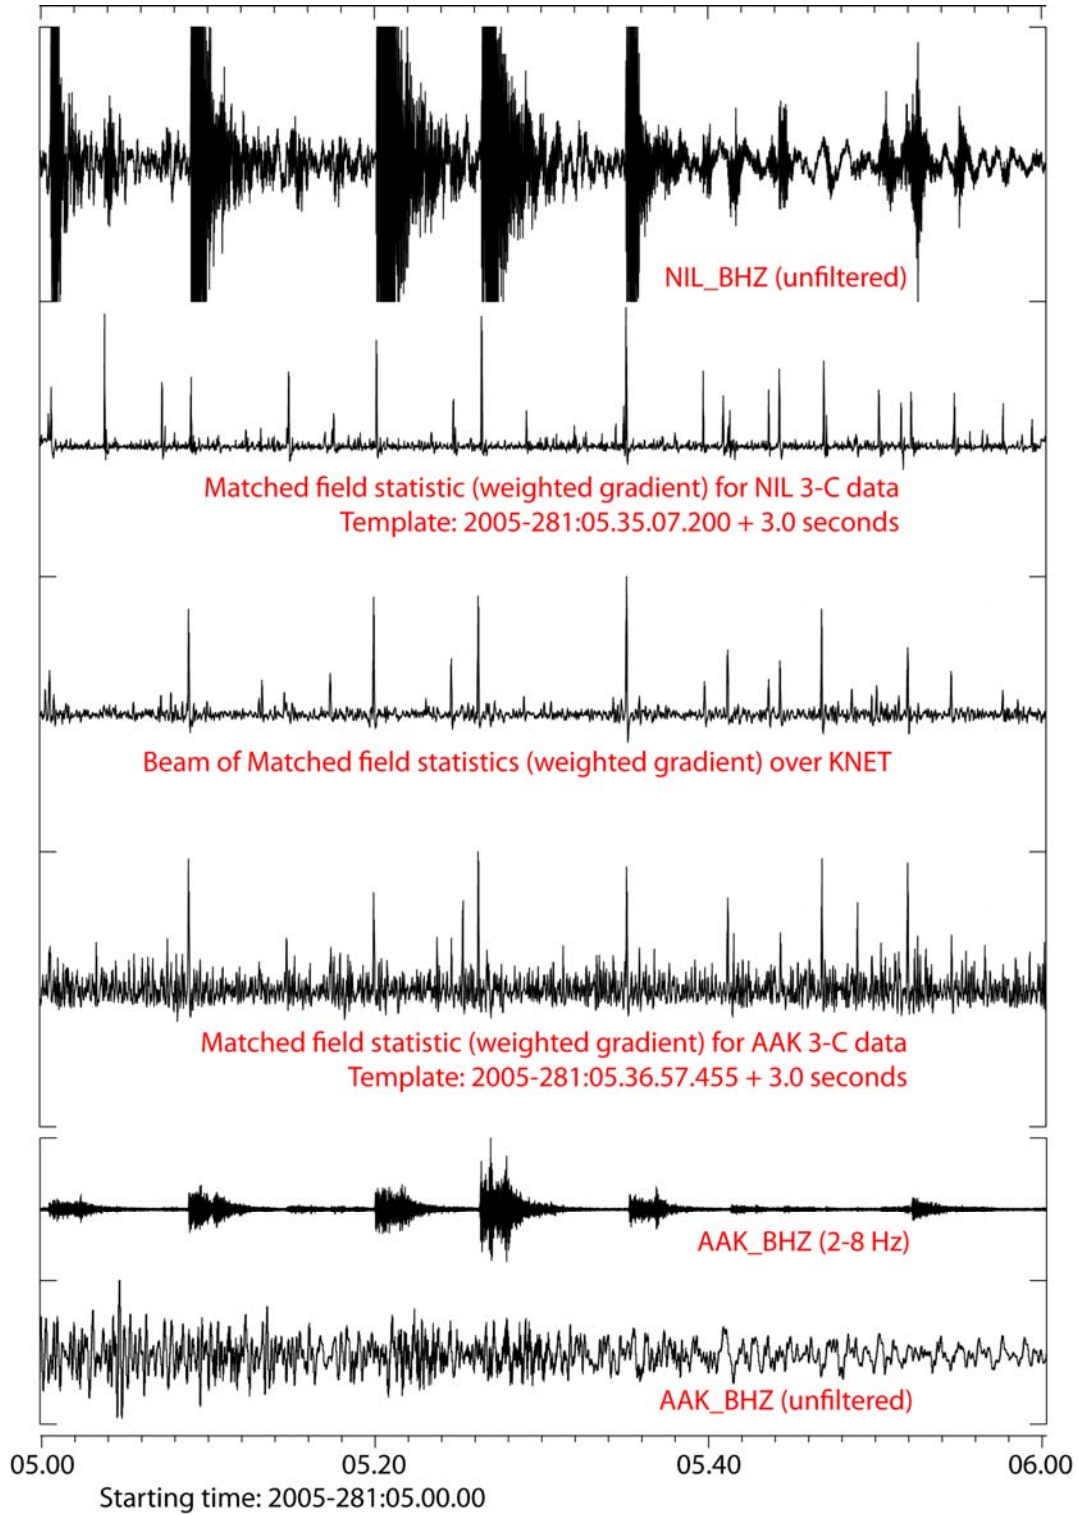 NIL_BHZ (unfiltered)
Matched field statistic (weighted gradient) for NIL 3-C data
Template: 2005-281:05.35.07.200 + 3.0 seconds
Beam of Matched field statistics (weighted gradient) over KNET
Matched field statistic (weighted gradient) for AAK 3-C data
Template: 2005-281:05.36.57.455 + 3.0 seconds
AAK_BHZ (2-8 Hz)
AAK_BHZ (unfiltered)
05.00 05.20 05.40 06.00
Starting time: 2005-281:05.00.00